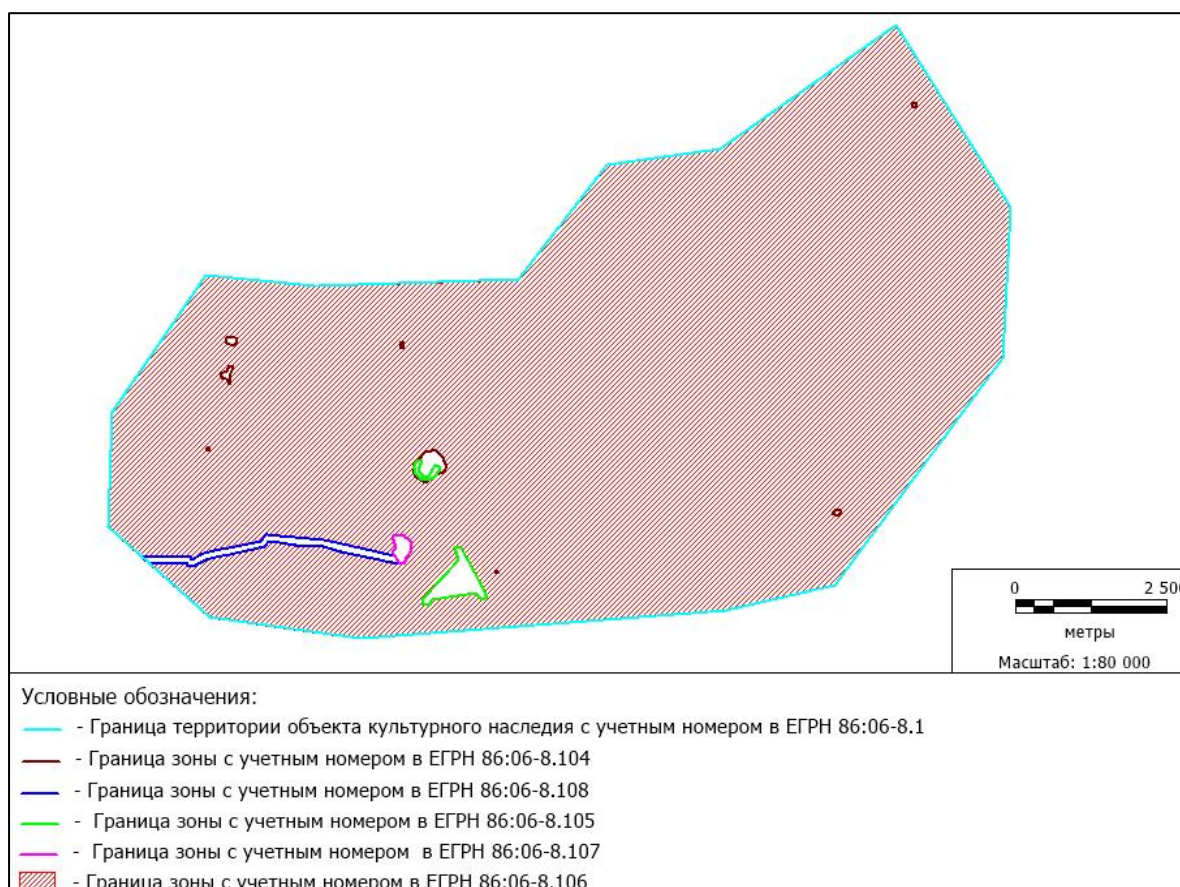 0 2 500
метры
Масштаб: 1:80 000
Условные обозначения:
- Граница территории объекта культурного наследия с учетным номером в ЕГРН 86:06-8.1
- Граница зоны с учетным номером в ЕГРН 86:06-8.104
- Граница зоны с учетным номером в ЕГРН 86:06-8.108
- Граница зоны с учетным номером в ЕГРН 86:06-8.105
- Граница зоны с учетным номером в ЕГРН 86:06-8.107
- Граница зоны с учетным номером в ЕГРН 86:06-8.106